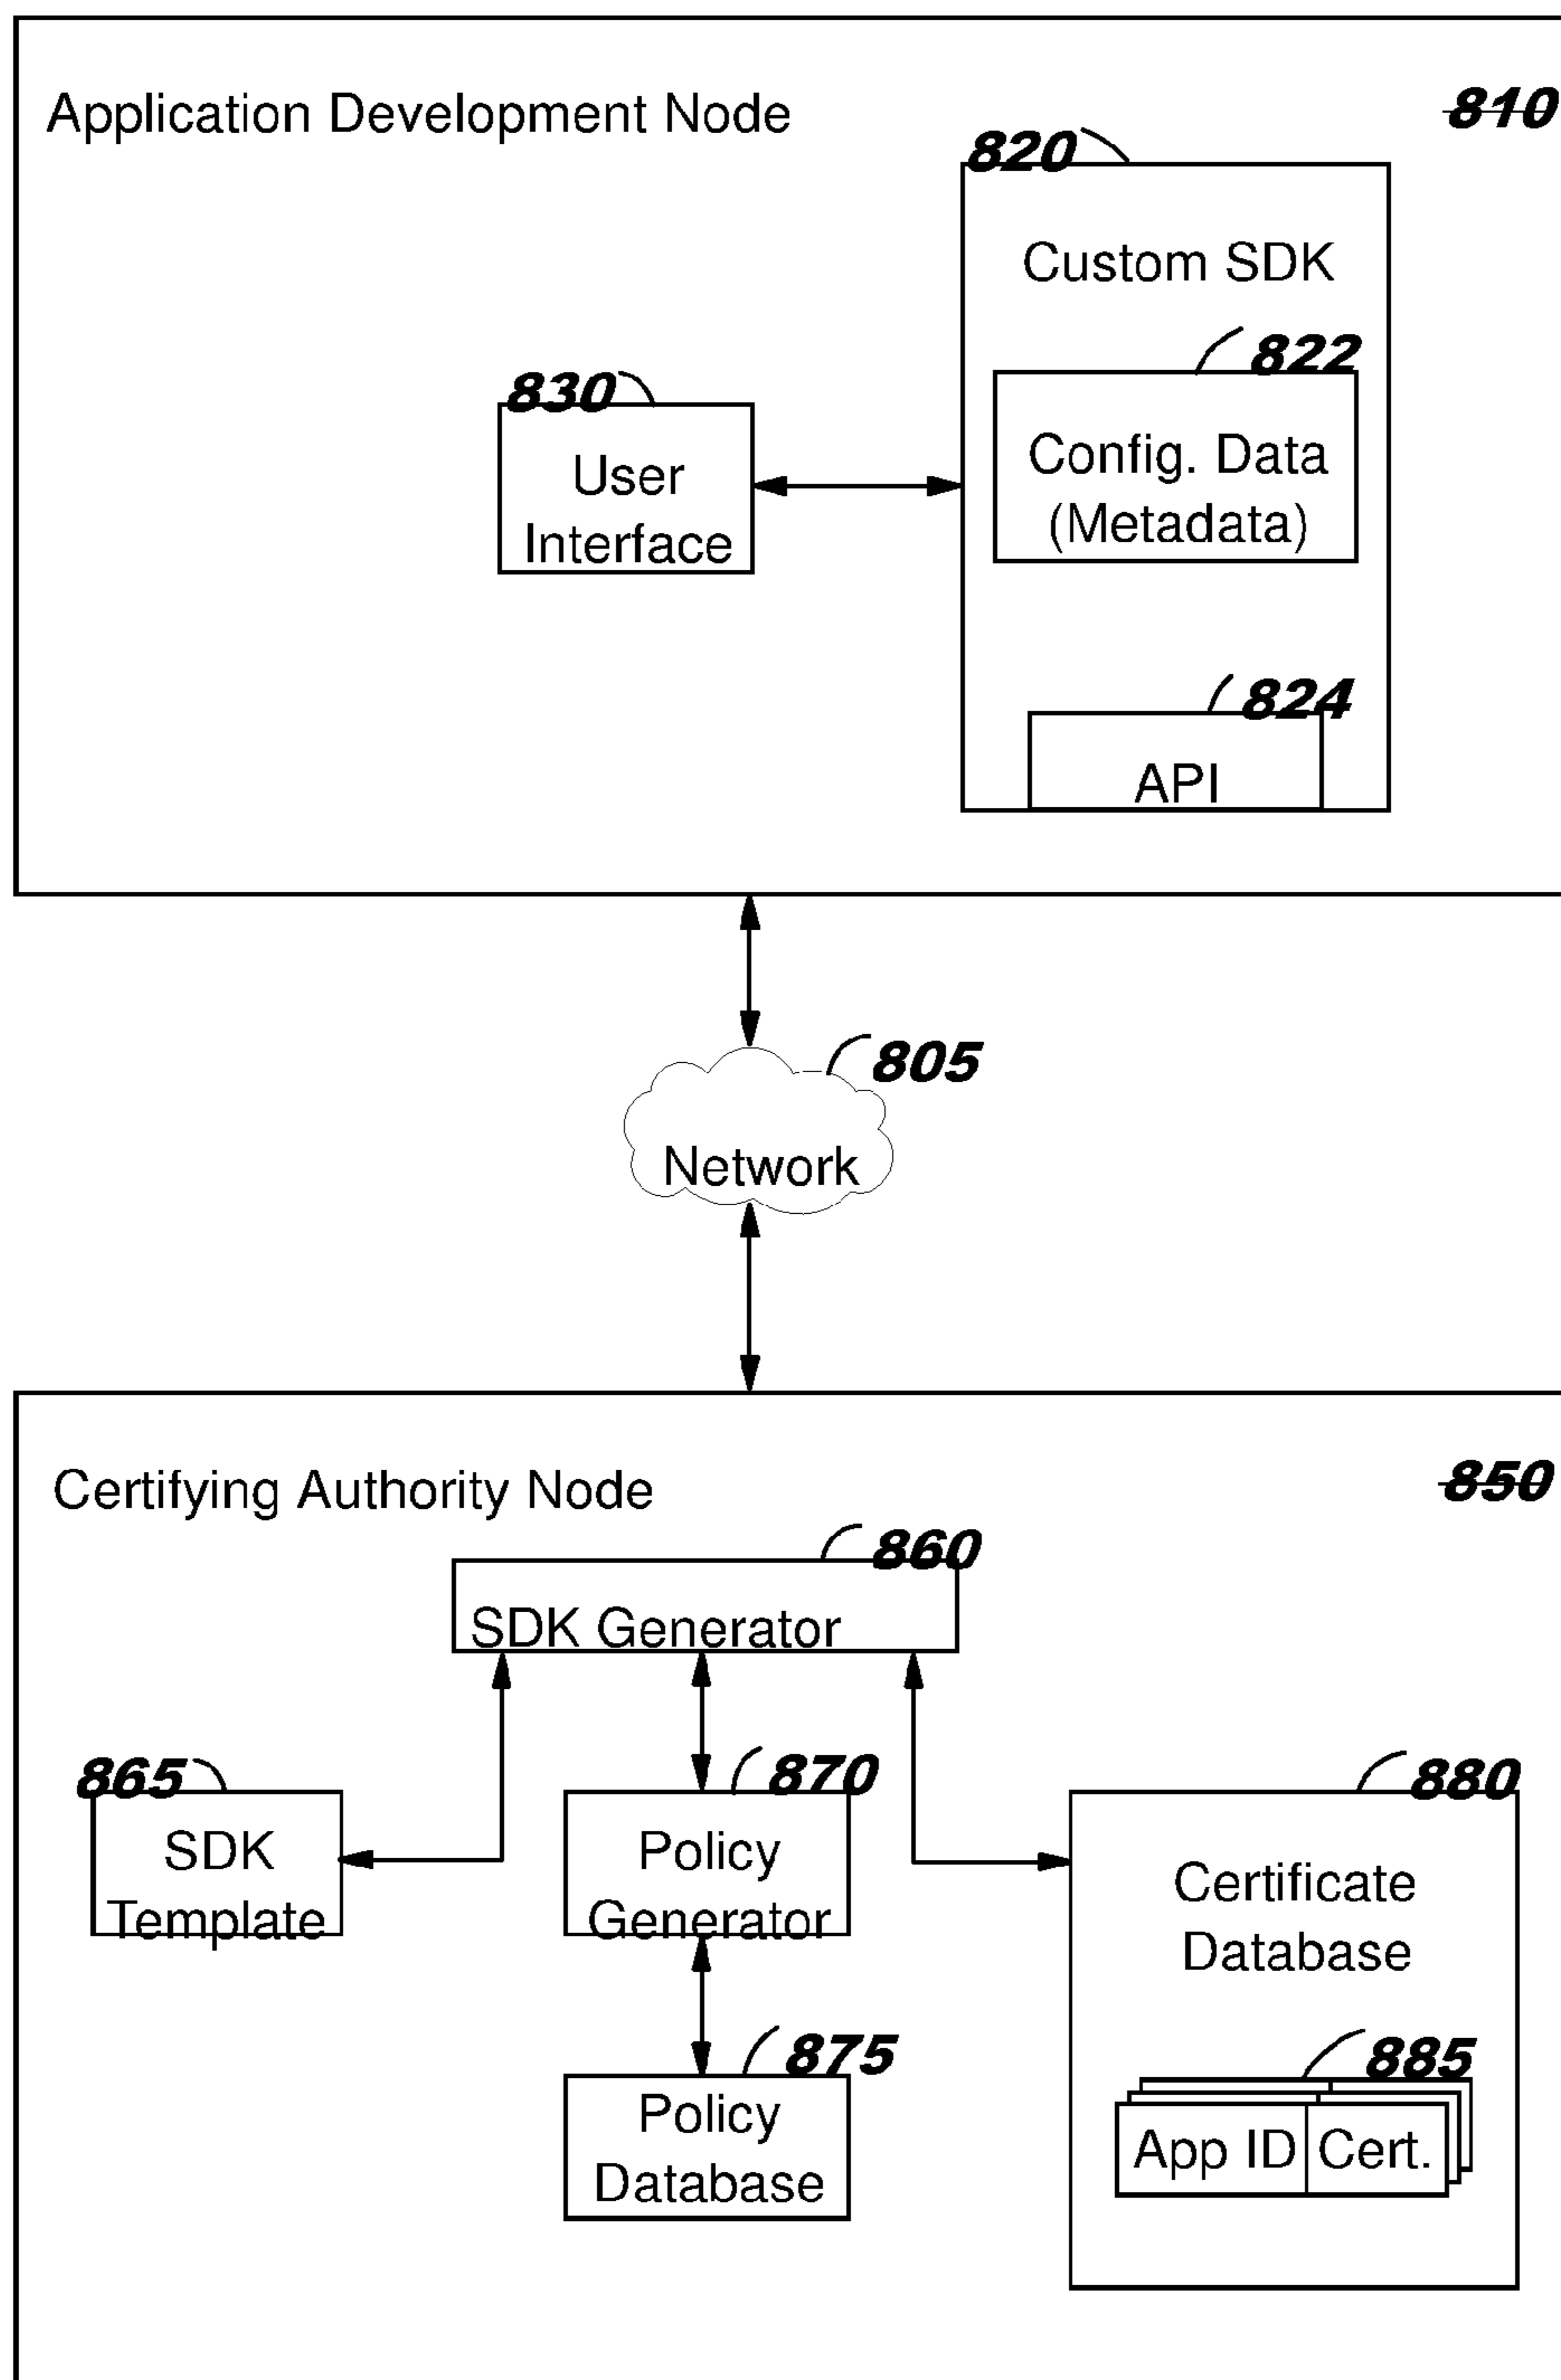 Application Development Node
810
820
Custom SDK
822
Config. Data
(Metadata)
830
User
Interface
824
API
805
Network
Certifying Authority Node
850
860
SDK Generator
865
SDK
Template
870
Policy
Generator
880
Certificate
Database
875
Policy
Database
885
App ID Cert.